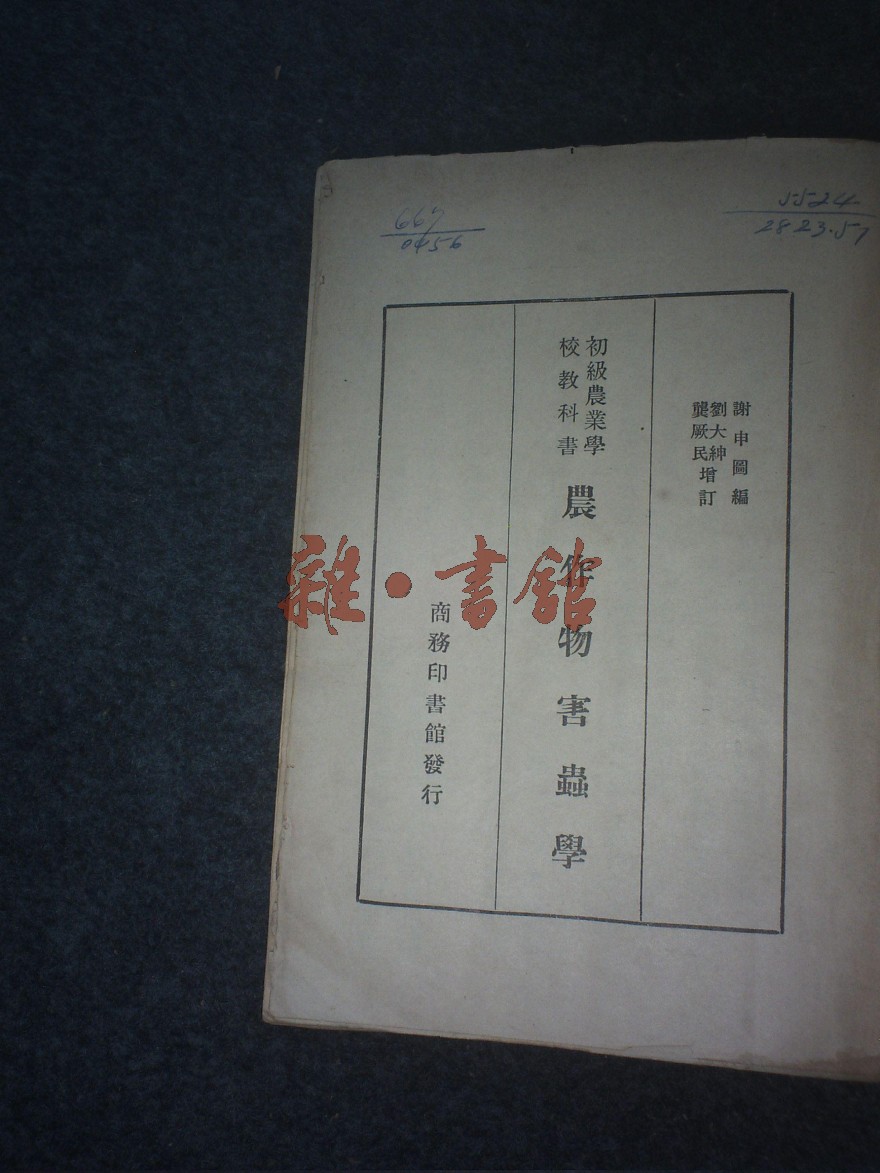 5524
2823.57
667
0456
謝申圖編
劉大紳
龔厥民增訂
初級農業學
校教科書
農作物害蟲學
商務印書館發行
雜·書館